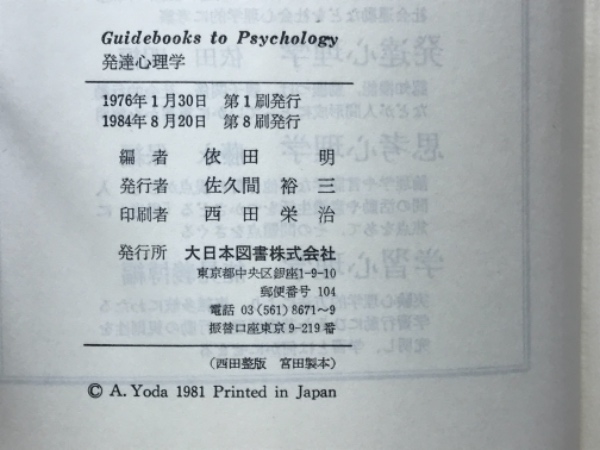 Guidebooks to Psychology
発達心理学
1976年1月30日 第1刷発行
1984年8月20日 第8刷発行
編者 依田明
発行者 佐久間裕三
印刷者 西田栄治
発行所 大日本図書株式会社
東京都中央区銀座1-9-10
郵便番号 104
電話 03(561)8671〜9
振替口座東京9-219番
(西田整版 宮田製本)
© A. Yoda 1981 Printed in Japan